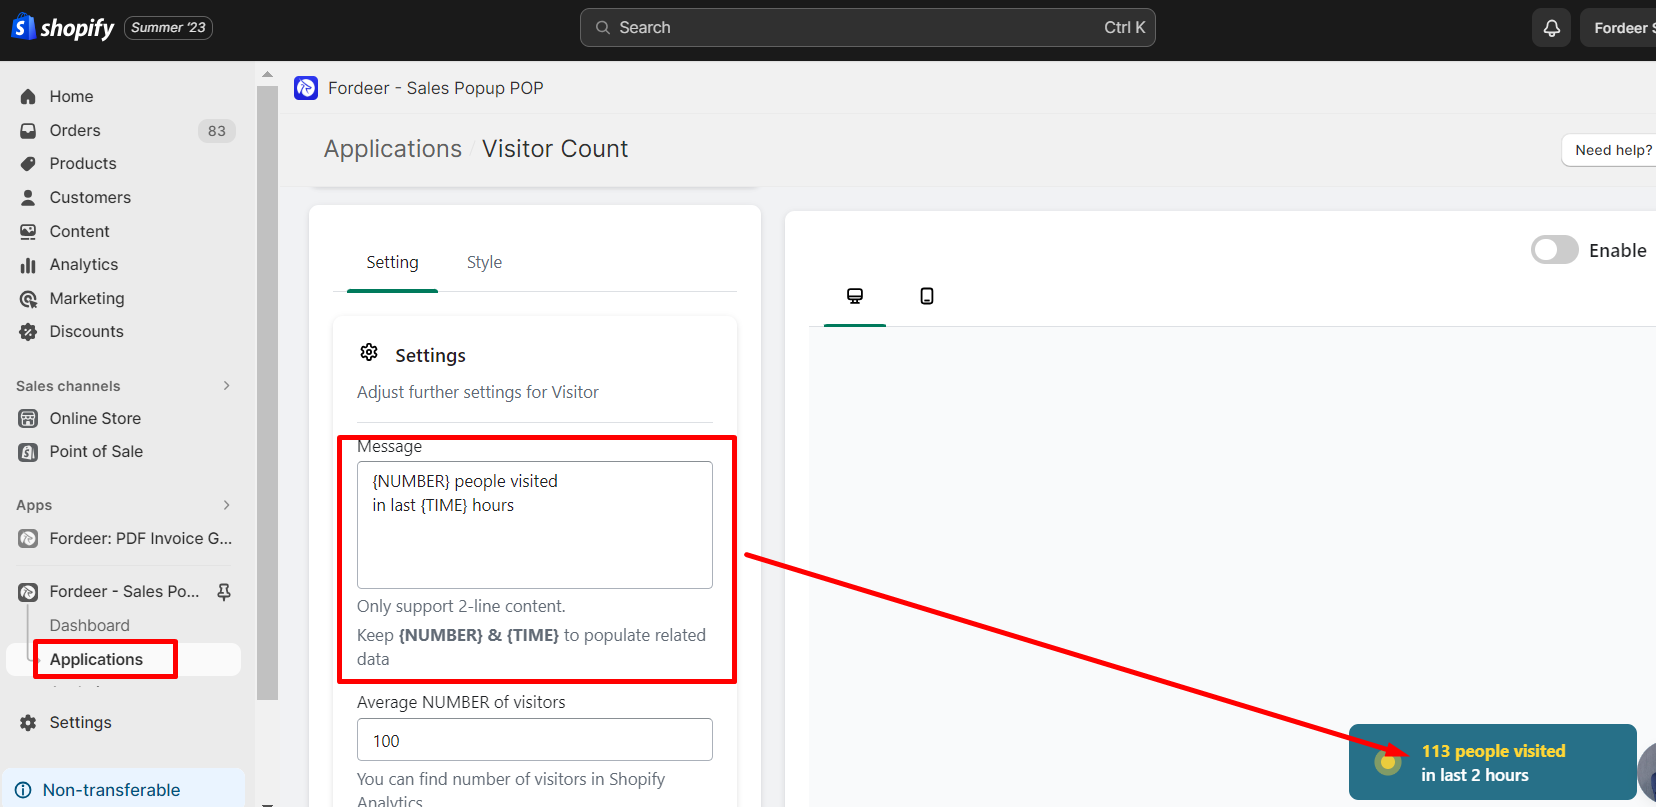 shopify Summer '23
Search Ctrl K
Fordeer
Home
Orders 83
Products
Customers
Content
Analytics
Marketing
Discounts
Sales channels
Online Store
Point of Sale
Apps
Fordeer: PDF Invoice G...
Fordeer - Sales Po...
Dashboard
Applications
Settings
Non-transferable
Fordeer - Sales Popup POP
Applications / Visitor Count
Need help?
Setting Style
Settings
Adjust further settings for Visitor
Message
{NUMBER} people visited
in last {TIME} hours
Only support 2-line content.
Keep {NUMBER} & {TIME} to populate related
data
Average NUMBER of visitors
100
You can find number of visitors in Shopify
Analytics
Enable
113 people visited
in last 2 hours